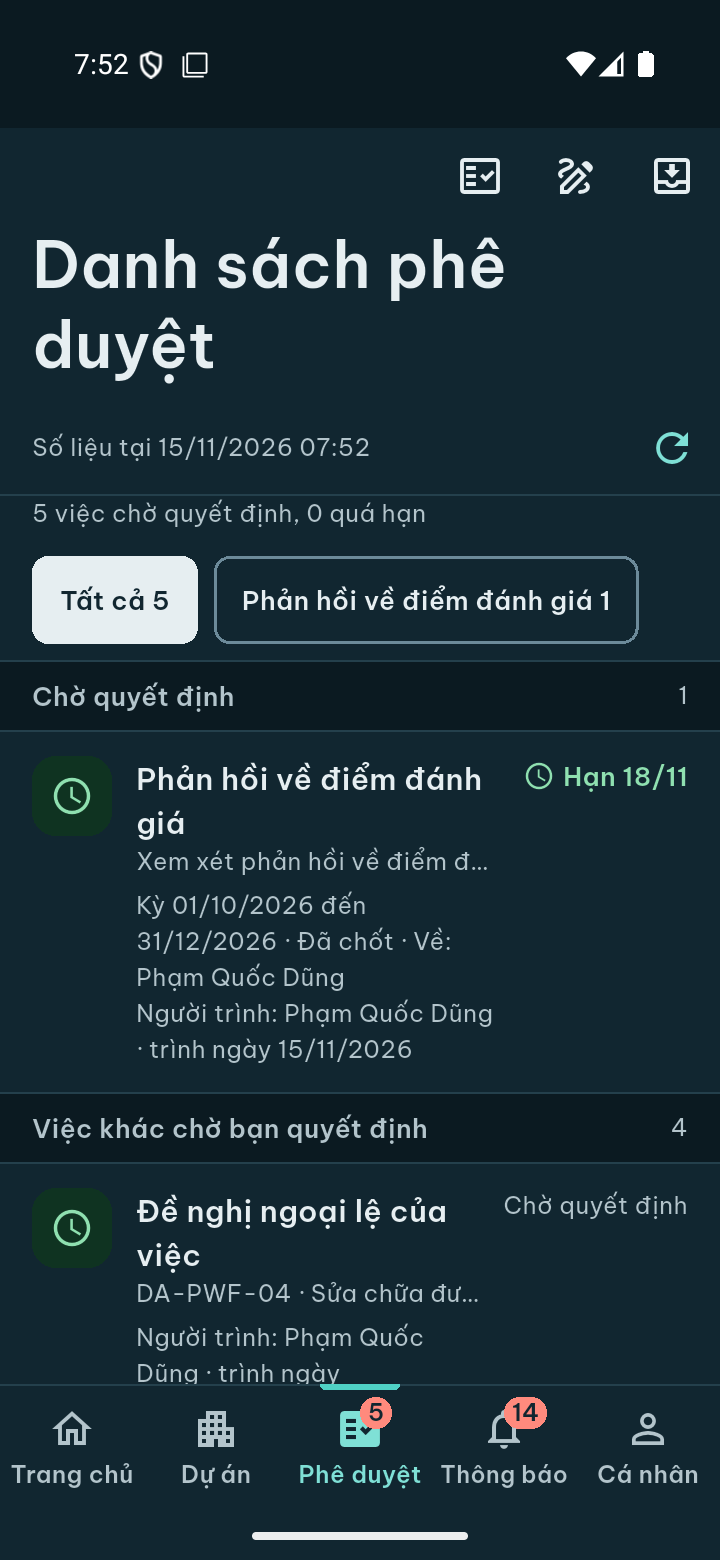 7:52
Danh sách phê
duyệt
Số liệu tại 15/11/2026 07:52
5 việc chờ quyết định, 0 quá hạn
Tất cả 5
Phản hồi về điểm đánh giá 1
Chờ quyết định
1
Phản hồi về điểm đánh
giá
Hạn 18/11
Xem xét phản hồi về điểm đ...
Kỳ 01/10/2026 đến
31/12/2026 · Đã chốt · Về:
Phạm Quốc Dũng
Người trình: Phạm Quốc Dũng
· trình ngày 15/11/2026
Việc khác chờ bạn quyết định
4
Đề nghị ngoại lệ của
việc
Chờ quyết định
DA-PWF-04 · Sửa chữa đư...
Người trình: Phạm Quốc
Dũng · trình ngày
5
14
Trang chủ
Dự án
Phê duyệt
Thông báo
Cá nhân